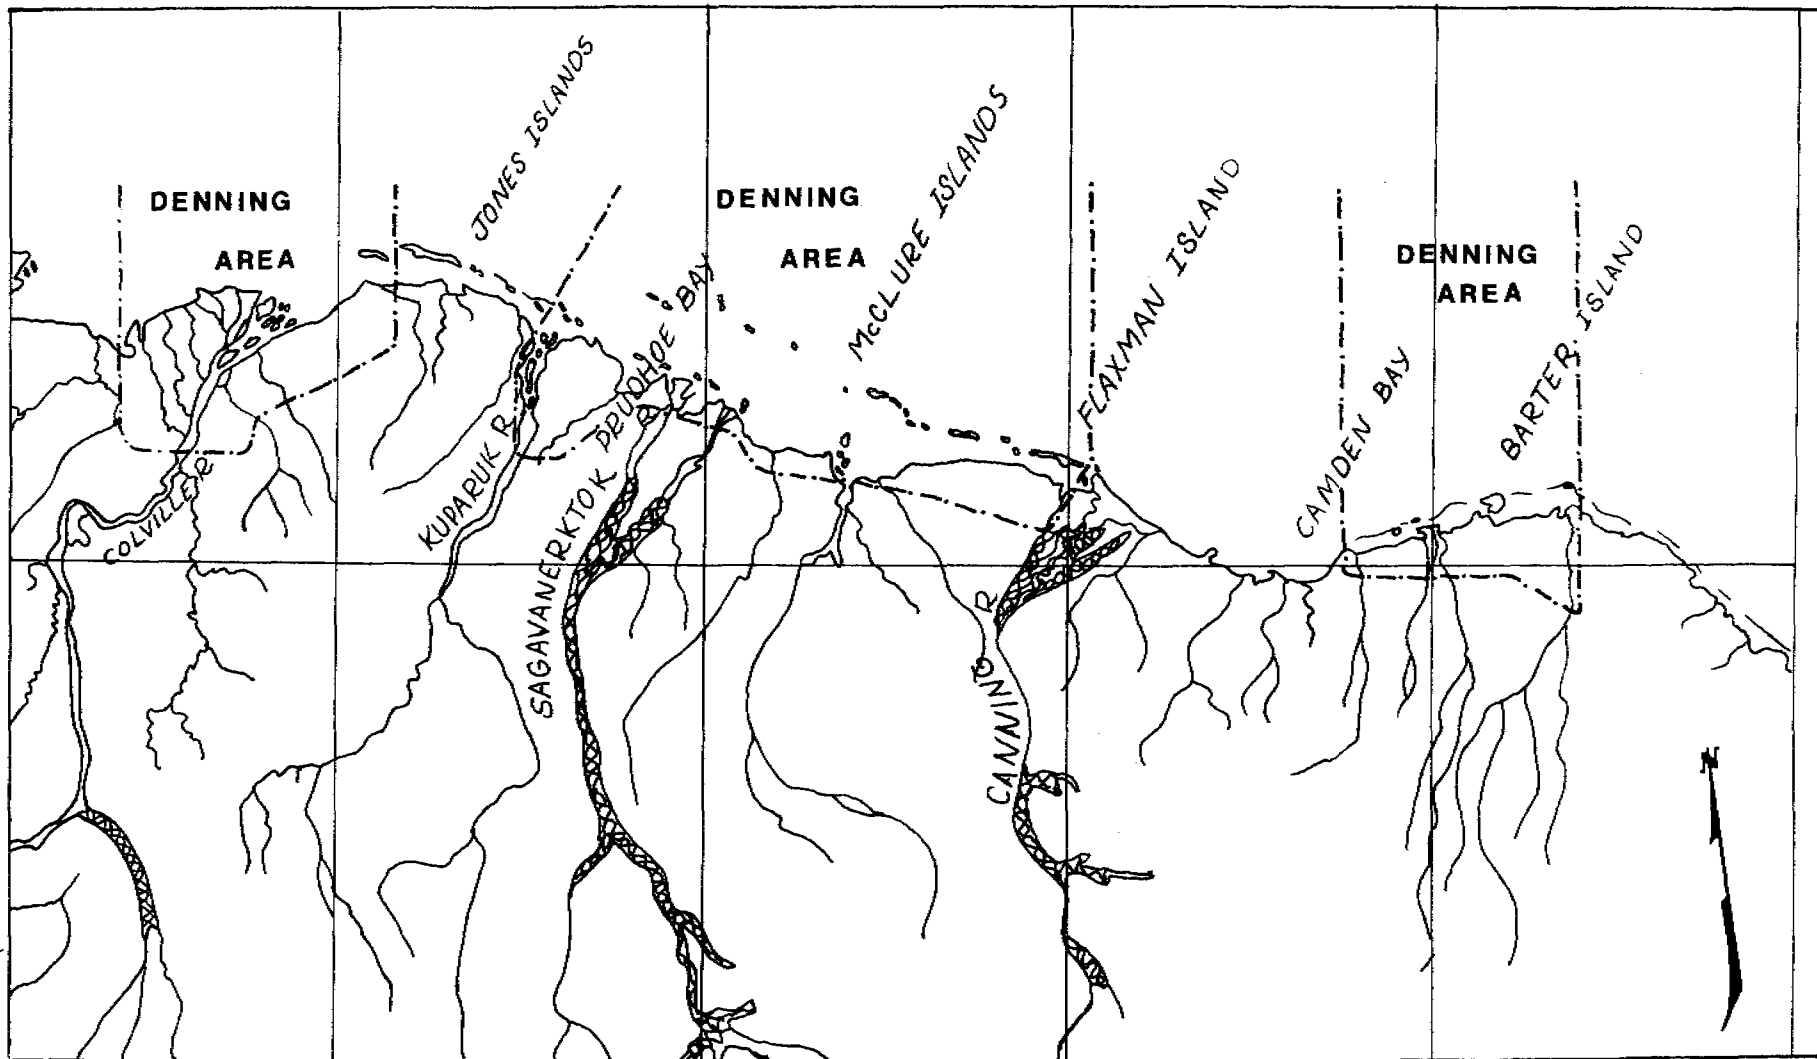 DENNING
AREA
JONES ISLANDS
DENNING
AREA
McCLURE ISLANDS
FLAXMAN ISLAND
DENNING
AREA
BARTER ISLAND
CAMDEN BAY
PRUDHOE BAY
COLVILLE R
KUPARUK R
SAGAVANERKTOK R
CANNING R
N